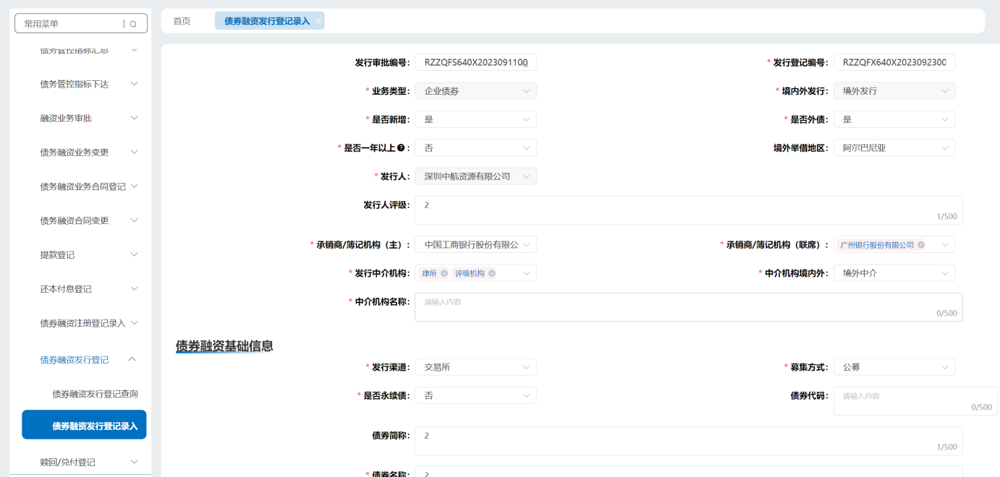 常用菜单
首页
债券融资发行登记录入
债务管控指标汇总
债务管控指标下达
融资业务审批
债务融资业务变更
债务融资业务合同登记
债务融资合同变更
提款登记
还本付息登记
债券融资注册登记录入
债券融资发行登记
债券融资发行登记查询
债券融资发行登记录入
赎回/兑付登记
发行审批编号: RZZQFS640X2023091100
* 发行登记编号: RZZQFX640X2023092300
* 业务类型: 企业债券
* 境内外发行: 境外发行
* 是否新增: 是
* 是否外债: 是
* 是否一年以上?: 否
境外举借地区: 阿尔巴尼亚
* 发行人: 深圳中航资源有限公司
发行人评级: 2
1/500
* 承销商/簿记机构（主）: 中国工商银行股份有限公
* 承销商/簿记机构（联席）: 广州银行股份有限公司
* 发行中介机构: 律所 评级机构
* 中介机构境内外: 境外中介
* 中介机构名称: 请输入内容
0/500
债券融资基础信息
* 发行渠道: 交易所
* 募集方式: 公募
* 是否永续债: 否
债券代码: 请输入内容
0/500
债券简称: 2
1/500
* 债券名称: 2